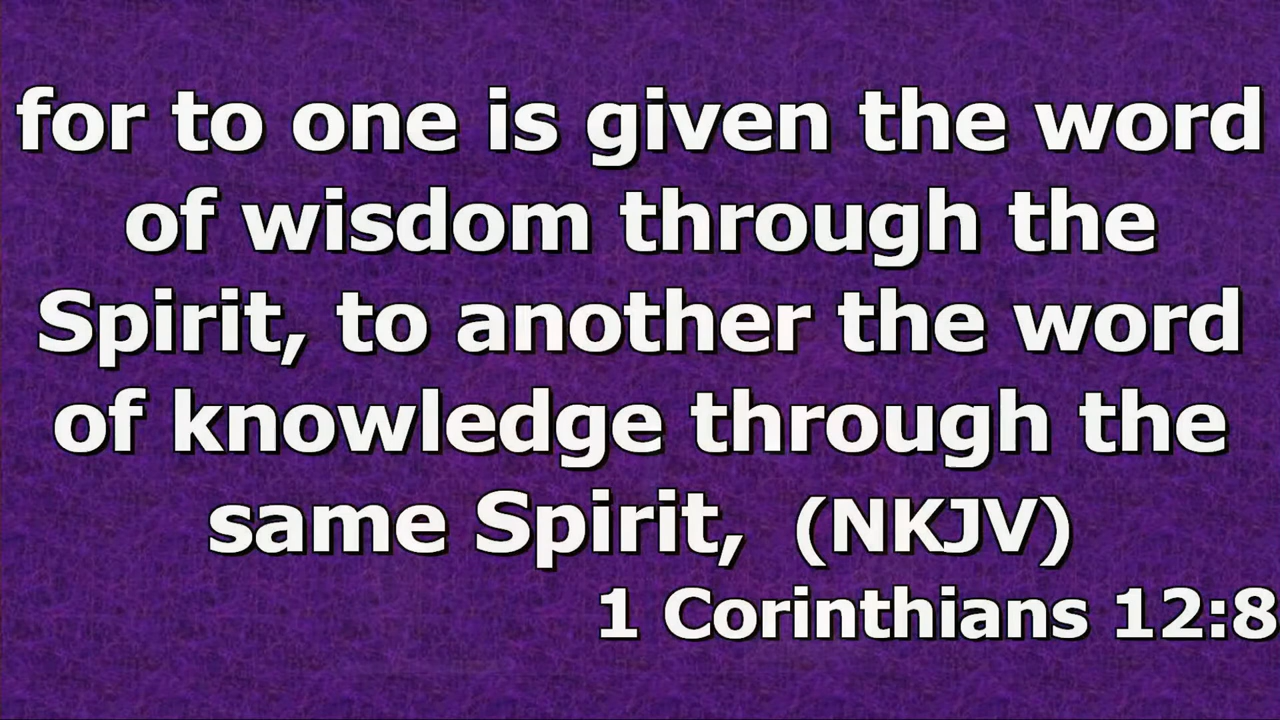 for to one is given the word
of wisdom through the
Spirit, to another the word
of knowledge through the
same Spirit,  (NKJV)
1 Corinthians 12:8